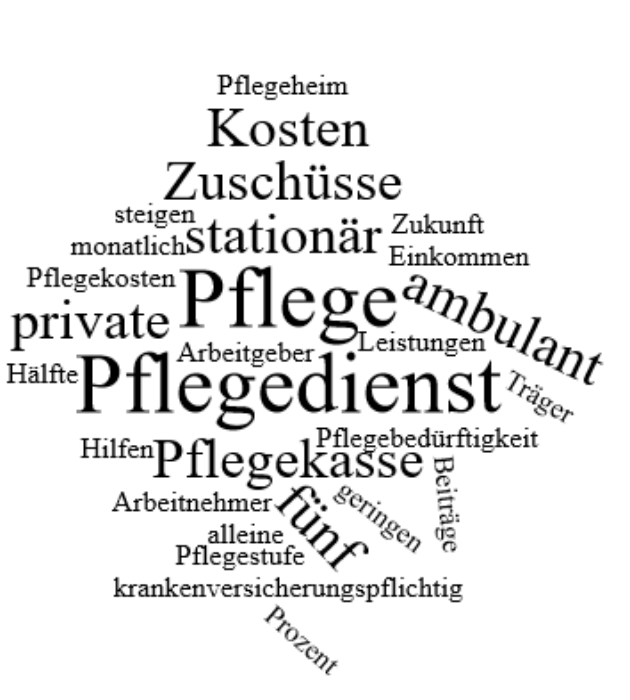 Pflegeheim
Kosten
Zuschüsse
steigen
monatlich
stationär
Zukunft
Einkommen
Pflegekosten
private
Pflege
ambulant
Hälfte
Arbeitgeber
Leistungen
Pflegedienst
Träger
Hilfen
Pflegekasse
Pflegebedürftigkeit
Beiträge
Arbeitnehmer
fünf
geringen
alleine
Pflegestufe
krankenversicherungspflichtig
Prozent